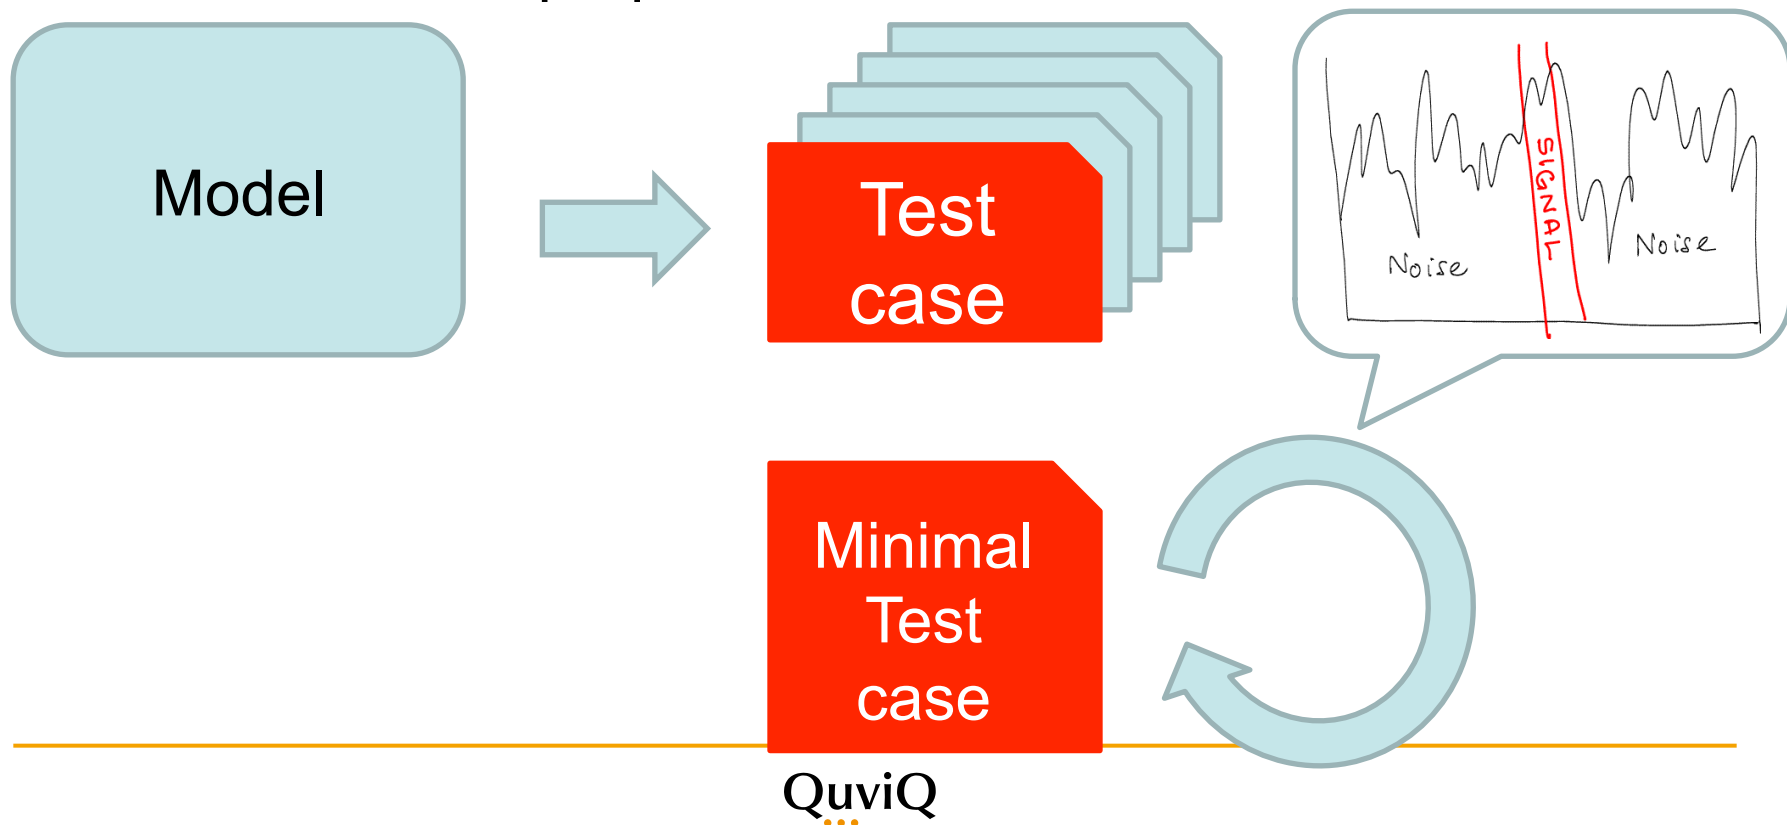 Model
Test
case
Noise
SIGNAL
Noise
Minimal
Test
case
QuviQ